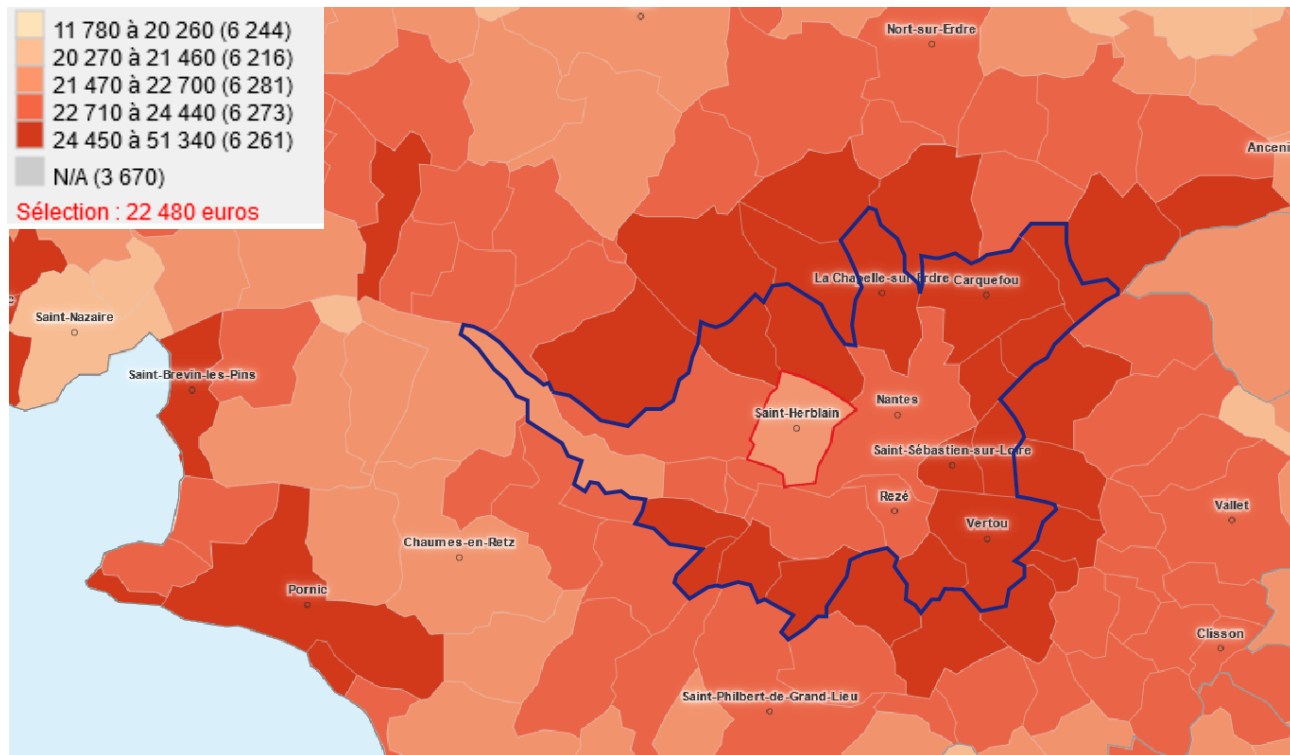 11 780 à 20 260 (6 244)
20 270 à 21 460 (6 216)
21 470 à 22 700 (6 281)
22 710 à 24 440 (6 273)
24 450 à 51 340 (6 261)
N/A (3 670)
Sélection : 22 480 euros
Nort-sur-Erdre
Anceni
La Chapelle-sur-Erdre
Carquefou
Saint-Nazaire
e
Saint-Brevin-les-Pins
Saint-Herblain
Nantes
Saint-Sébastien-sur-Loire
Rezé
Vertou
Vallet
Chaumes-en-Retz
Pornic
Clisson
Saint-Philbert-de-Grand-Lieu